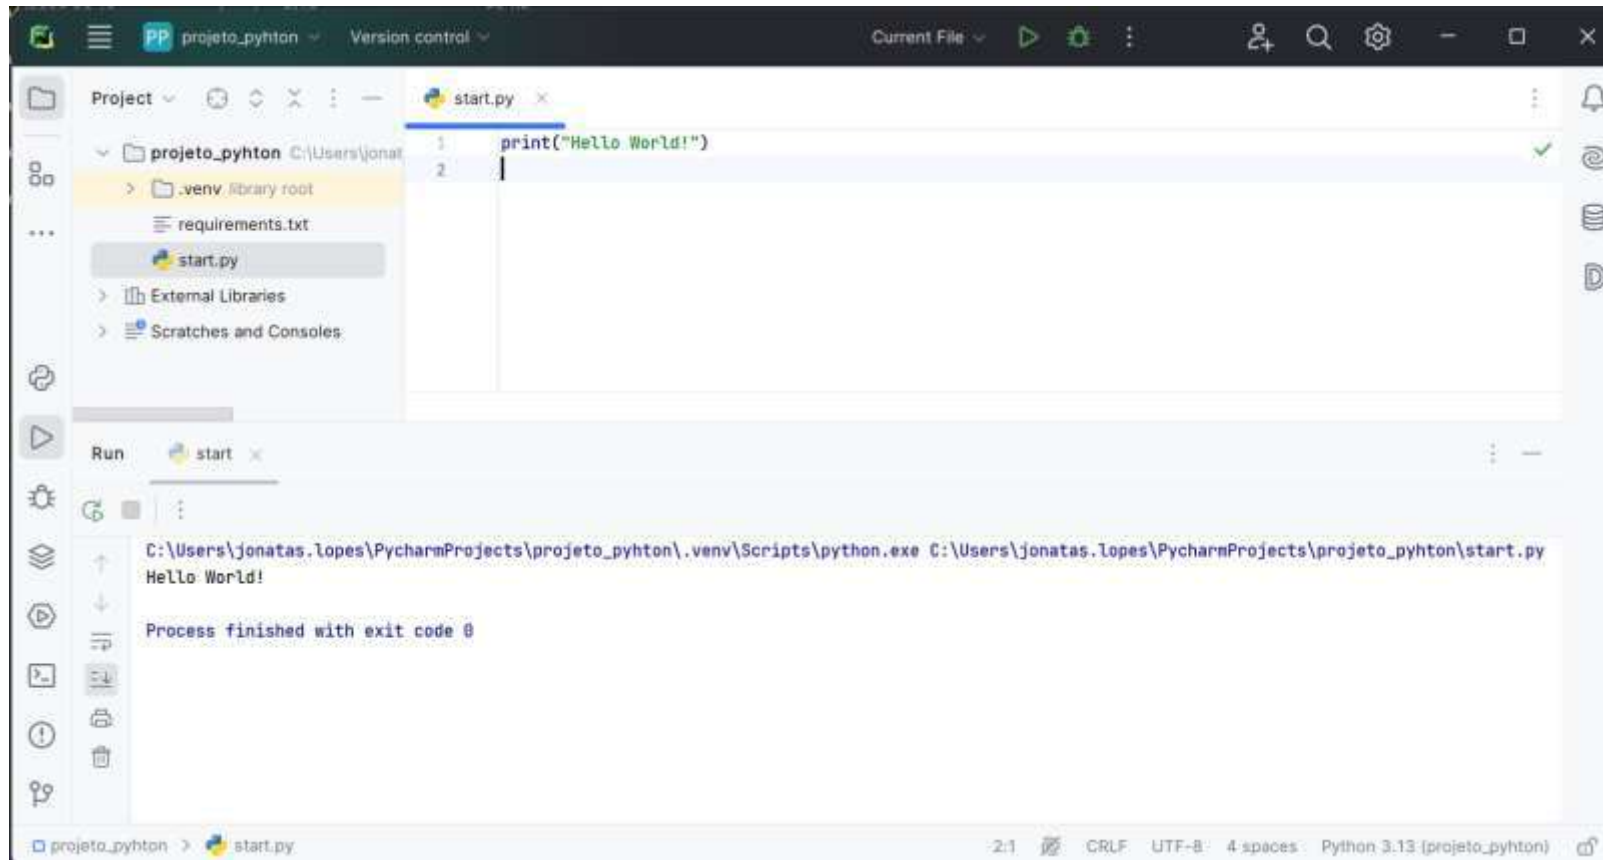 PP projeto_pyhton Version control Current File
Project
start.py
projeto_pyhton C:\Users\jonat
.venv library root
requirements.txt
start.py
External Libraries
Scratches and Consoles
1 print("Hello World!")
2
Run start
C:\Users\jonatas.lopes\PycharmProjects\projeto_pyhton\.venv\Scripts\python.exe C:\Users\jonatas.lopes\PycharmProjects\projeto_pyhton\start.py
Hello World!
Process finished with exit code 0
projeto_pyhton > start.py 2:1 CRLF UTF-8 4 spaces Python 3.13 (projeto_pyhton)